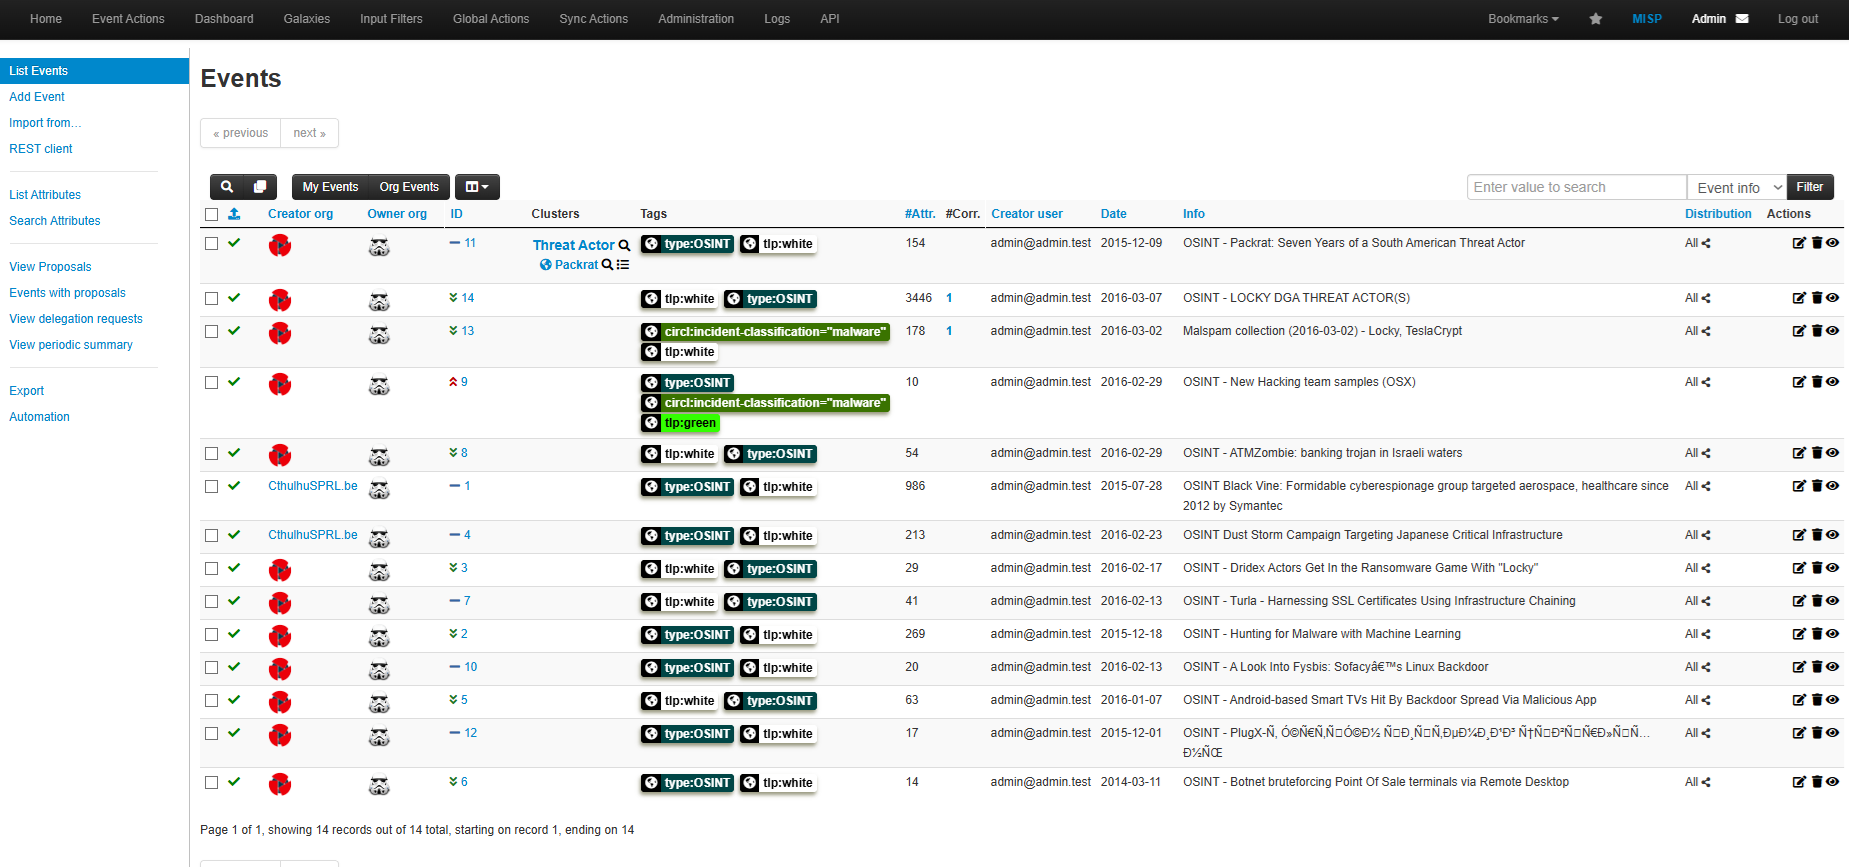 Home Event Actions Dashboard Galaxies Input Filters Global Actions Sync Actions Administration Logs API Bookmarks MISP Admin Log out
List Events
Add Event
Import from…
REST client
List Attributes
Search Attributes
View Proposals
Events with proposals
View delegation requests
View periodic summary
Export
Automation
Events
« previous next »
My Events Org Events Enter value to search Event info Filter
Creator org Owner org ID Clusters Tags #Attr. #Corr. Creator user Date Info Distribution Actions
11 Threat Actor type:OSINT tlp:white 154 admin@admin.test 2015-12-09 OSINT - Packrat: Seven Years of a South American Threat Actor All
Packrat
14 tlp:white type:OSINT 3446 1 admin@admin.test 2016-03-07 OSINT - LOCKY DGA THREAT ACTOR(S) All
13 circl:incident-classification="malware" 178 1 admin@admin.test 2016-03-02 Malspam collection (2016-03-02) - Locky, TeslaCrypt All
tlp:white
9 type:OSINT 10 admin@admin.test 2016-02-29 OSINT - New Hacking team samples (OSX) All
circl:incident-classification="malware"
tlp:green
8 tlp:white type:OSINT 54 admin@admin.test 2016-02-29 OSINT - ATMZombie: banking trojan in Israeli waters All
CthulhuSPRL.be 1 type:OSINT tlp:white 986 admin@admin.test 2015-07-28 OSINT Black Vine: Formidable cyberespionage group targeted aerospace, healthcare since All
2012 by Symantec
CthulhuSPRL.be 4 type:OSINT tlp:white 213 admin@admin.test 2016-02-23 OSINT Dust Storm Campaign Targeting Japanese Critical Infrastructure All
3 tlp:white type:OSINT 29 admin@admin.test 2016-02-17 OSINT - Dridex Actors Get In the Ransomware Game With "Locky" All
7 tlp:white type:OSINT 41 admin@admin.test 2016-02-13 OSINT - Turla - Harnessing SSL Certificates Using Infrastructure Chaining All
2 type:OSINT tlp:white 269 admin@admin.test 2015-12-18 OSINT - Hunting for Malware with Machine Learning All
10 type:OSINT tlp:white 20 admin@admin.test 2016-02-13 OSINT - A Look Into Fysbis: Sofacyâ€™s Linux Backdoor All
5 tlp:white type:OSINT 63 admin@admin.test 2016-01-07 OSINT - Android-based Smart TVs Hit By Backdoor Spread Via Malicious App All
12 type:OSINT tlp:white 17 admin@admin.test 2015-12-01 OSINT - All
6 type:OSINT tlp:white 14 admin@admin.test 2014-03-11 OSINT - Botnet bruteforcing Point Of Sale terminals via Remote Desktop All
Page 1 of 1, showing 14 records out of 14 total, starting on record 1, ending on 14